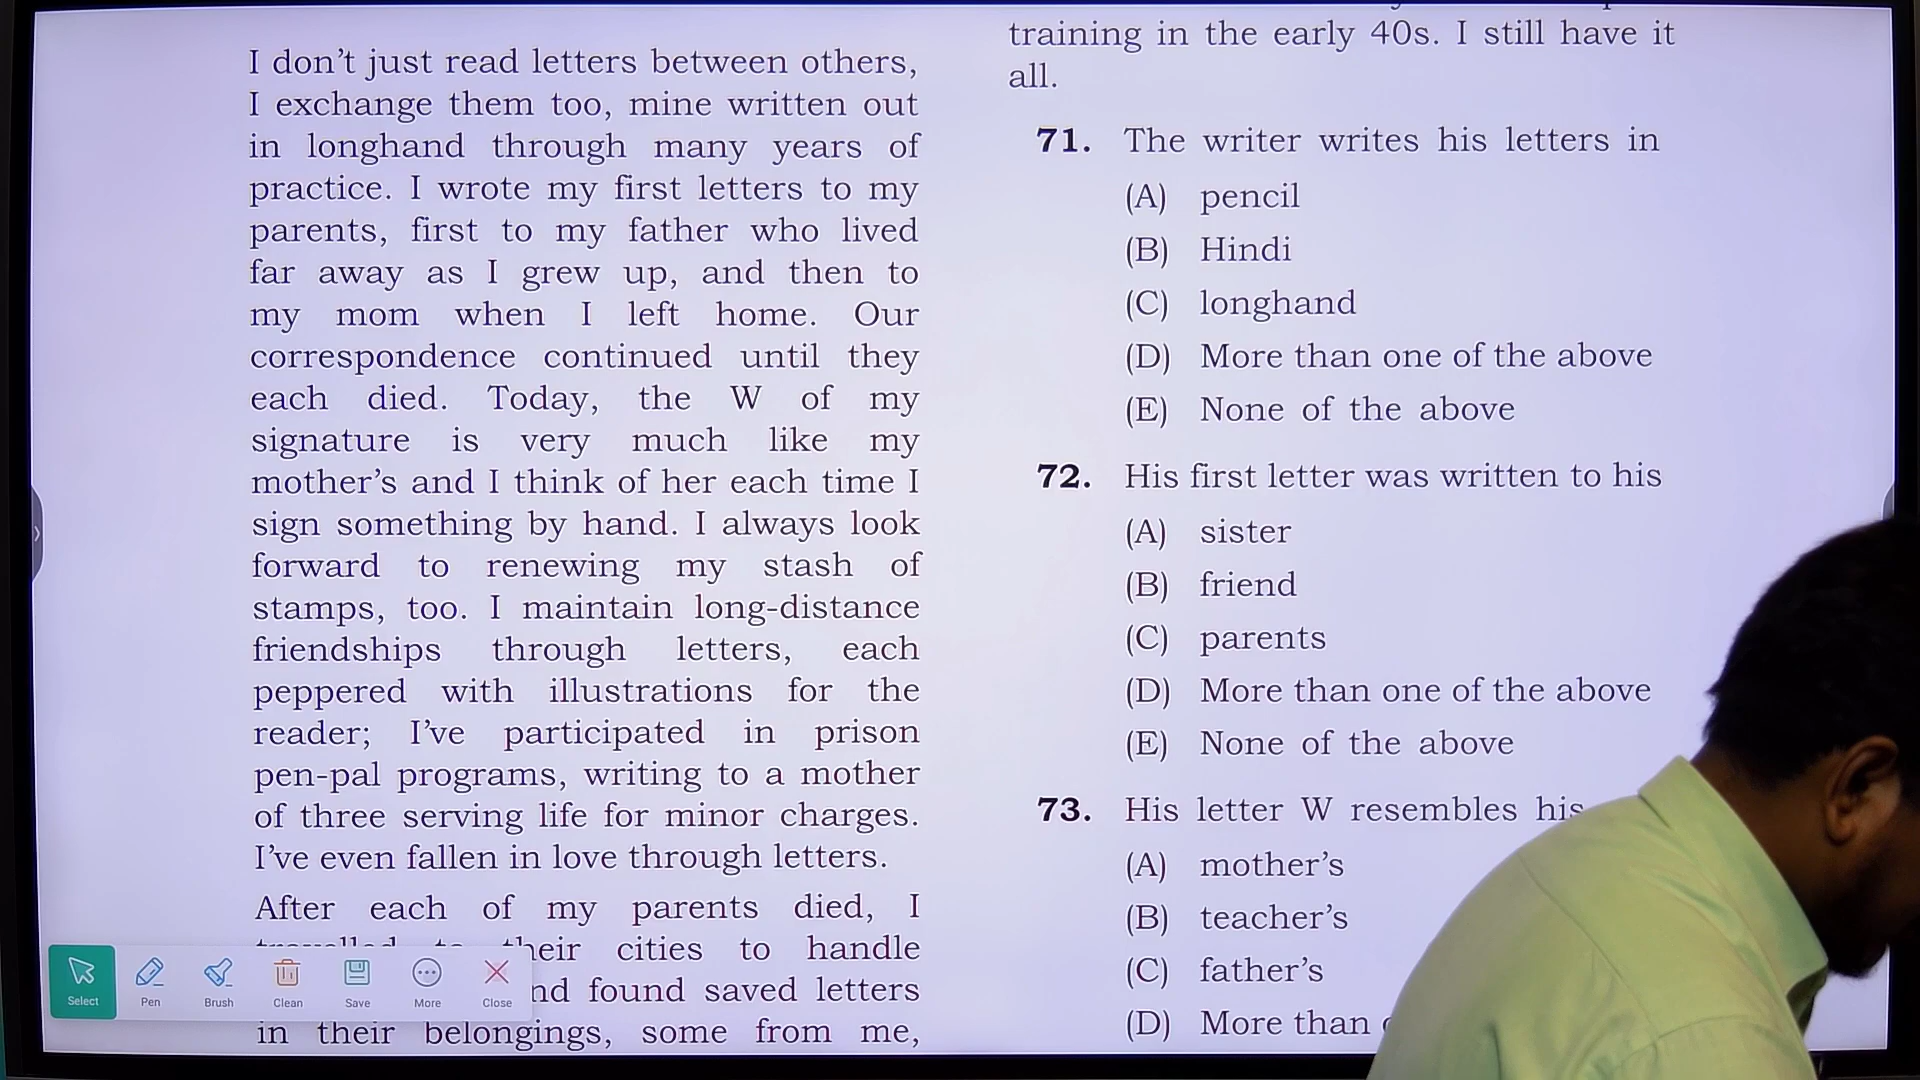 I don’t just read letters between others,
I exchange them too, mine written out
in longhand through many years of
practice. I wrote my first letters to my
parents, first to my father who lived
far away as I grew up, and then to
my mom when I left home. Our
correspondence continued until they
each died. Today, the W of my
signature is very much like my
mother’s and I think of her each time I
sign something by hand. I always look
forward to renewing my stash of
stamps, too. I maintain long-distance
friendships through letters, each
peppered with illustrations for the
reader; I’ve participated in prison
pen-pal programs, writing to a mother
of three serving life for minor charges.
I’ve even fallen in love through letters.
After each of my parents died, I
travelled to their cities to handle
found saved letters
in their belongings, some from me,
training in the early 40s. I still have it
all.
71. The writer writes his letters in
(A) pencil
(B) Hindi
(C) longhand
(D) More than one of the above
(E) None of the above
72. His first letter was written to his
(A) sister
(B) friend
(C) parents
(D) More than one of the above
(E) None of the above
73. His letter W resembles his
(A) mother’s
(B) teacher’s
(C) father’s
(D) More than
Select
Pen
Brush
Clean
Save
More
Close